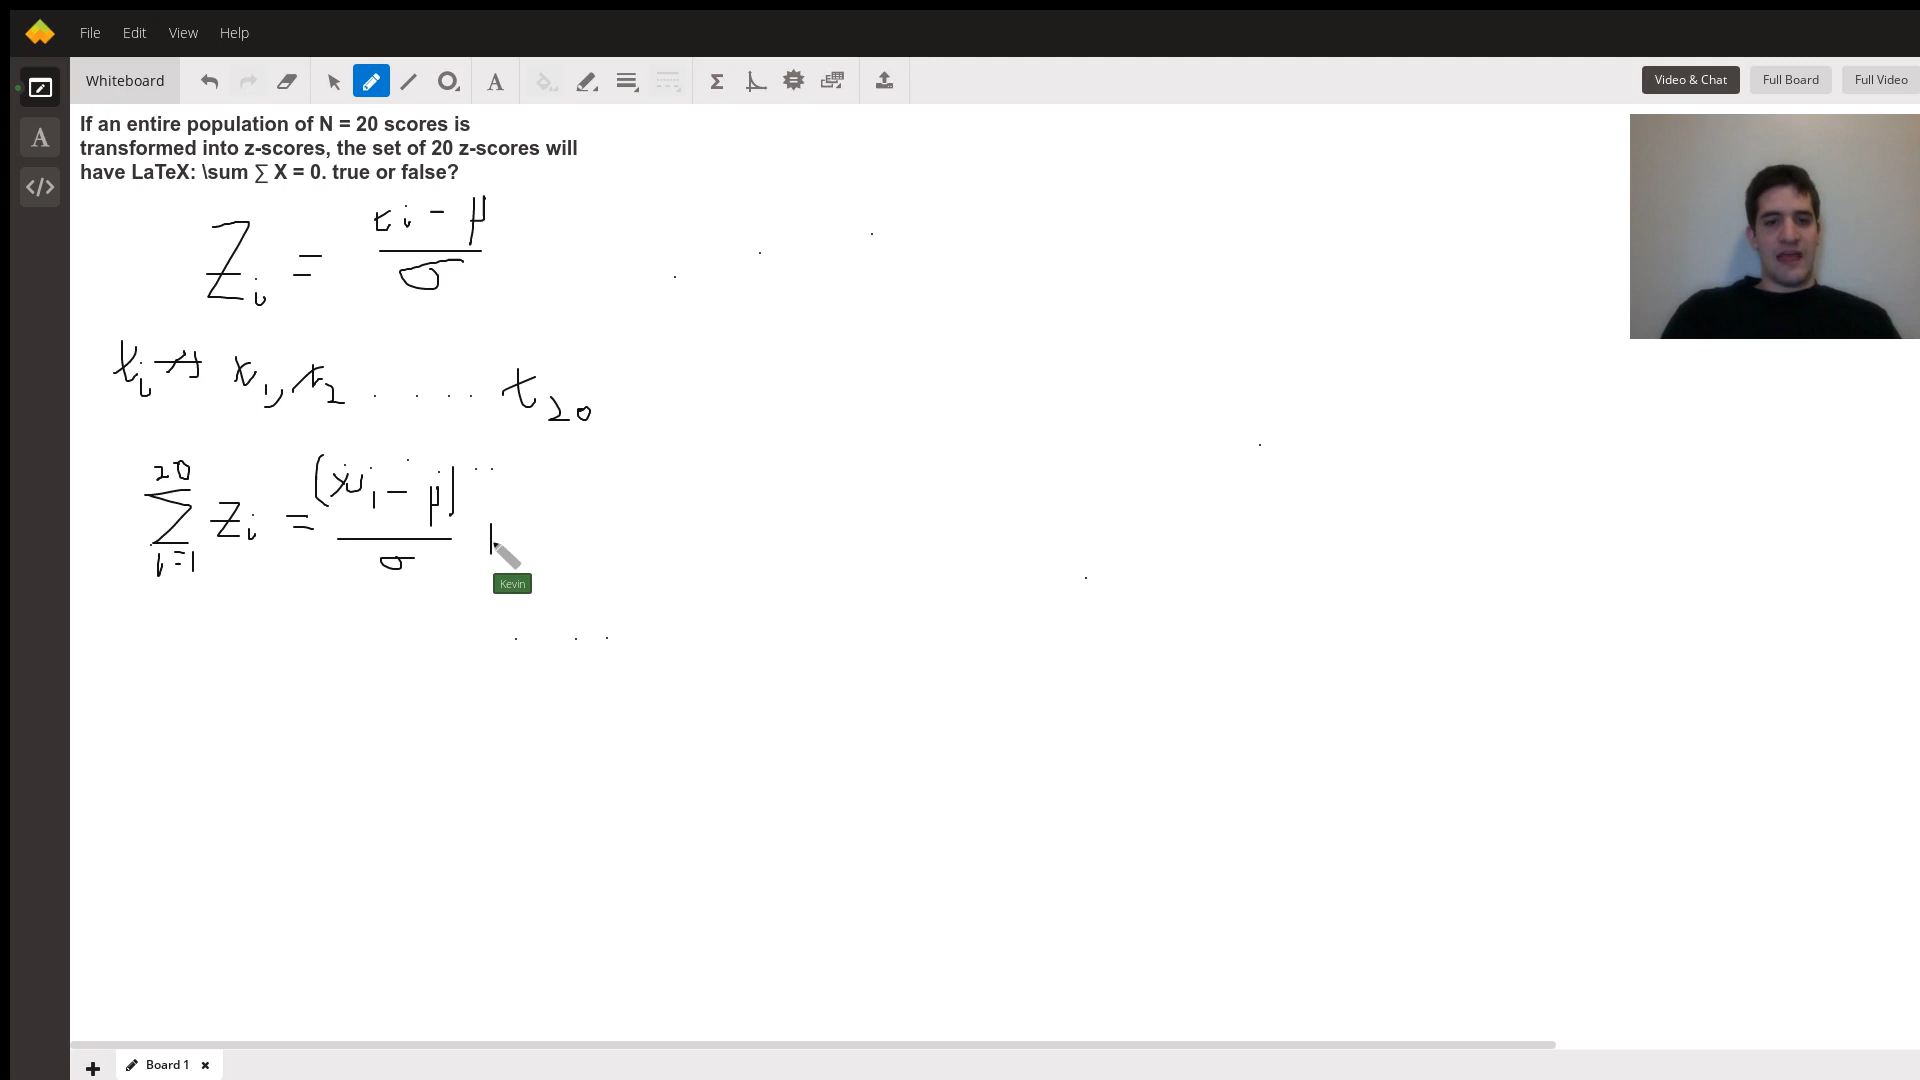 File Edit View Help
Whiteboard
Video & Chat Full Board Full Video
If an entire population of N = 20 scores is
transformed into z-scores, the set of 20 z-scores will
have LaTeX: \sum ∑ X = 0. true or false?
Z_i = (x_i - μ) / σ
x_i → x_1, x_2 . . . . x_20
20
∑ Z_i = (x_1 - μ) / σ
i=1
Kevin
Board 1